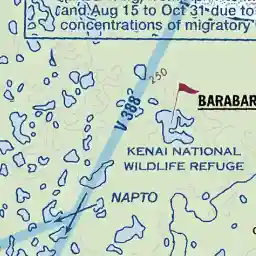 (and Aug 15 to Oct 31 due to
concentrations of migratory
250
V 388
BARABAR
KENAI NATIONAL
WILDLIFE REFUGE
NAPTO